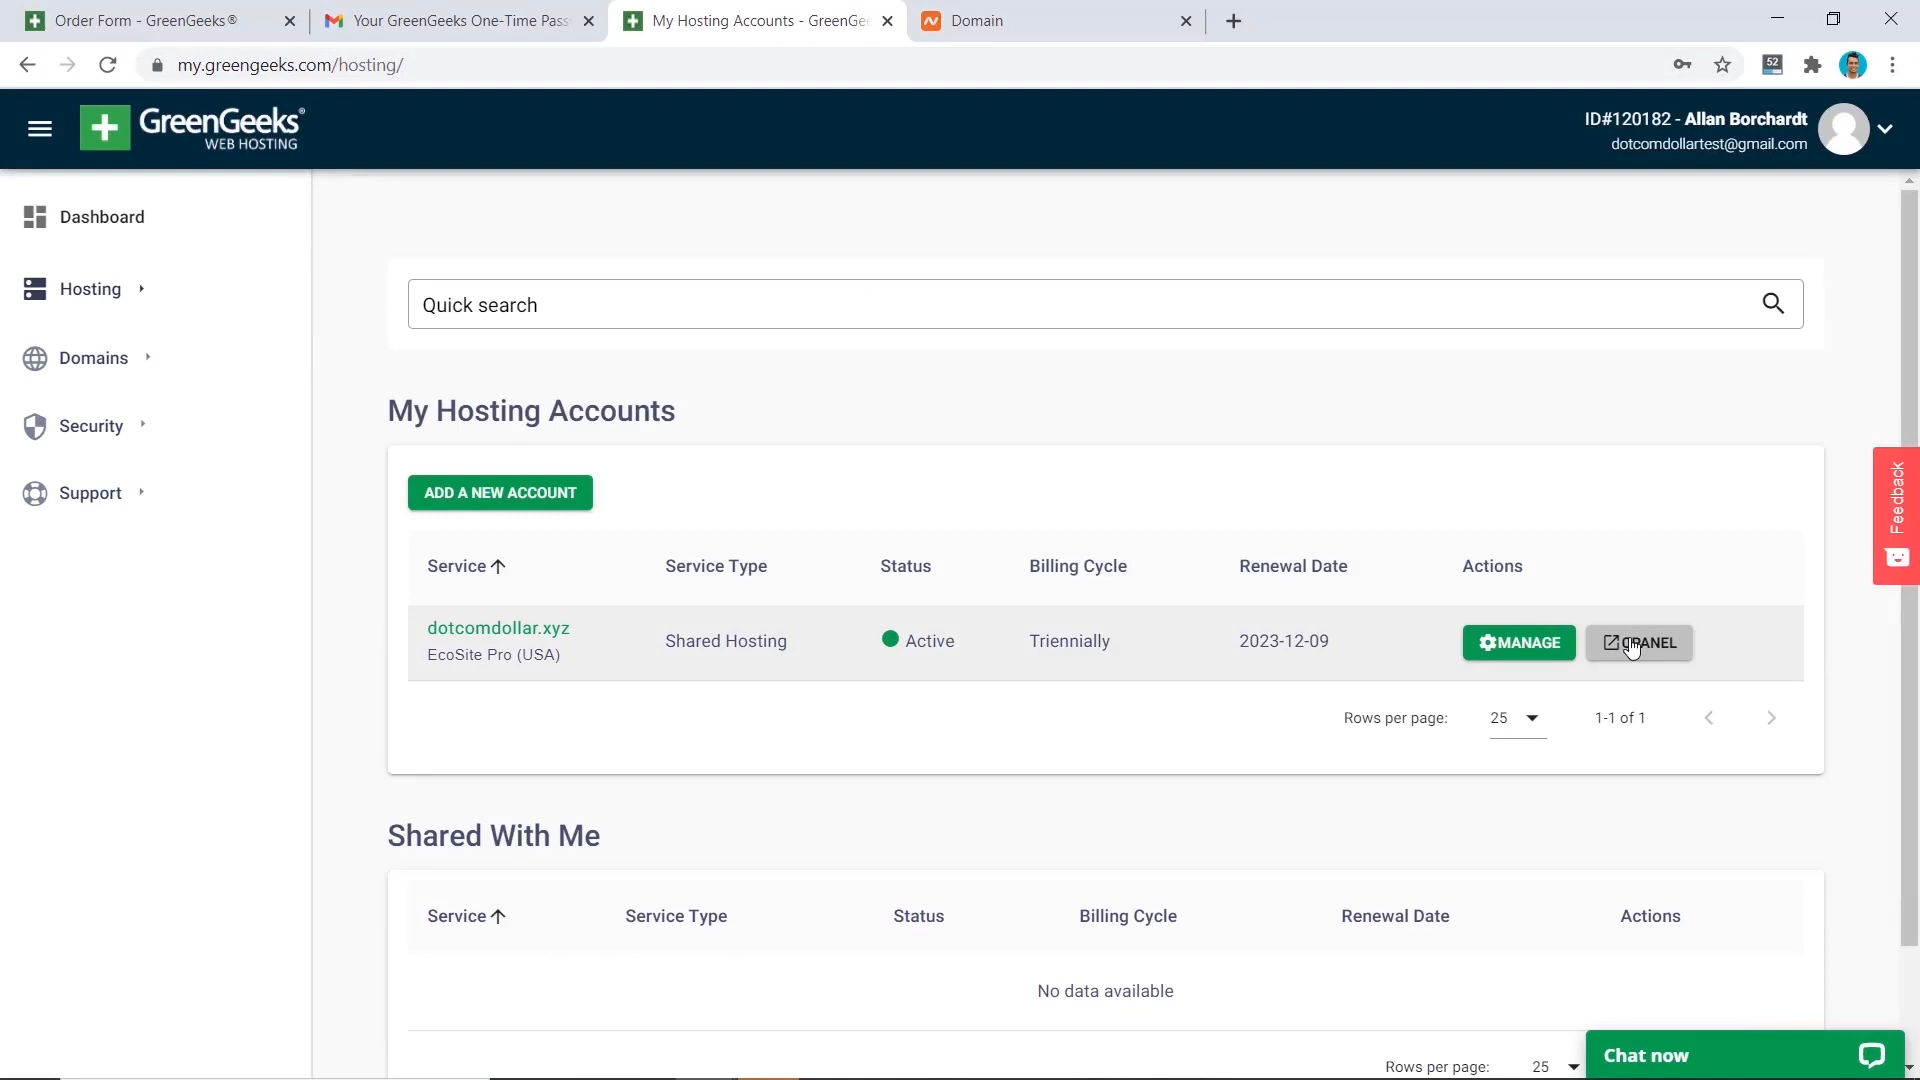 Order Form - GreenGeeks®
Your GreenGeeks One-Time Pass
My Hosting Accounts - GreenGee
Domain
my.greengeeks.com/hosting/
52
GreenGeeks®
WEB HOSTING
ID#120182 - Allan Borchardt
dotcomdollartest@gmail.com
Dashboard
Hosting
Domains
Security
Support
Quick search
My Hosting Accounts
ADD A NEW ACCOUNT
Service Service Type Status Billing Cycle Renewal Date Actions
dotcomdollar.xyz
EcoSite Pro (USA)
Shared Hosting Active Triennially 2023-12-09 MANAGE CPANEL
Rows per page: 25 1-1 of 1
Feedback
Shared With Me
Service Service Type Status Billing Cycle Renewal Date Actions
No data available
Rows per page: 25
Chat now